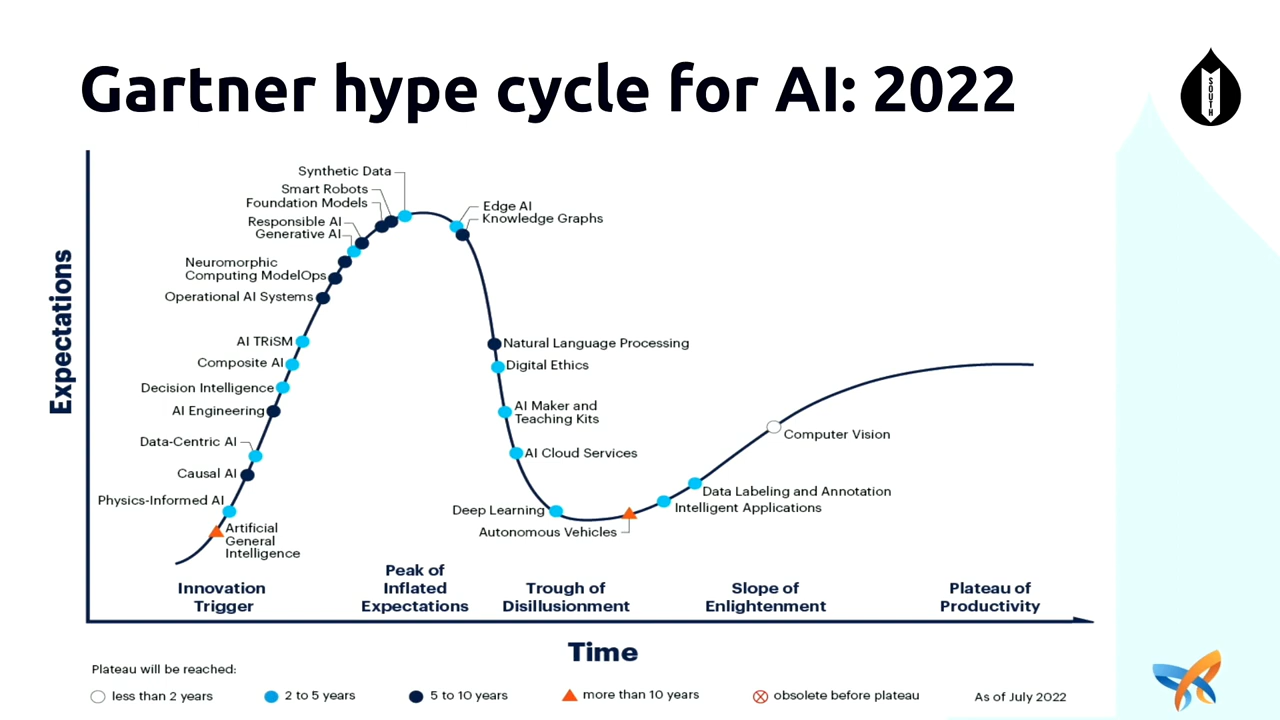 Gartner hype cycle for AI: 2022
SOUTH
Expectations
Synthetic Data
Smart Robots
Foundation Models
Responsible AI
Generative AI
Neuromorphic
Computing ModelOps
Operational AI Systems
AI TRiSM
Composite AI
Decision Intelligence
AI Engineering
Data-Centric AI
Causal AI
Physics-Informed AI
Artificial
General
Intelligence
Edge AI
Knowledge Graphs
Natural Language Processing
Digital Ethics
AI Maker and
Teaching Kits
AI Cloud Services
Deep Learning
Autonomous Vehicles
Computer Vision
Data Labeling and Annotation
Intelligent Applications
Innovation
Trigger
Peak of
Inflated
Expectations
Trough of
Disillusionment
Slope of
Enlightenment
Plateau of
Productivity
Time
Plateau will be reached:
less than 2 years
2 to 5 years
5 to 10 years
more than 10 years
obsolete before plateau
As of July 2022